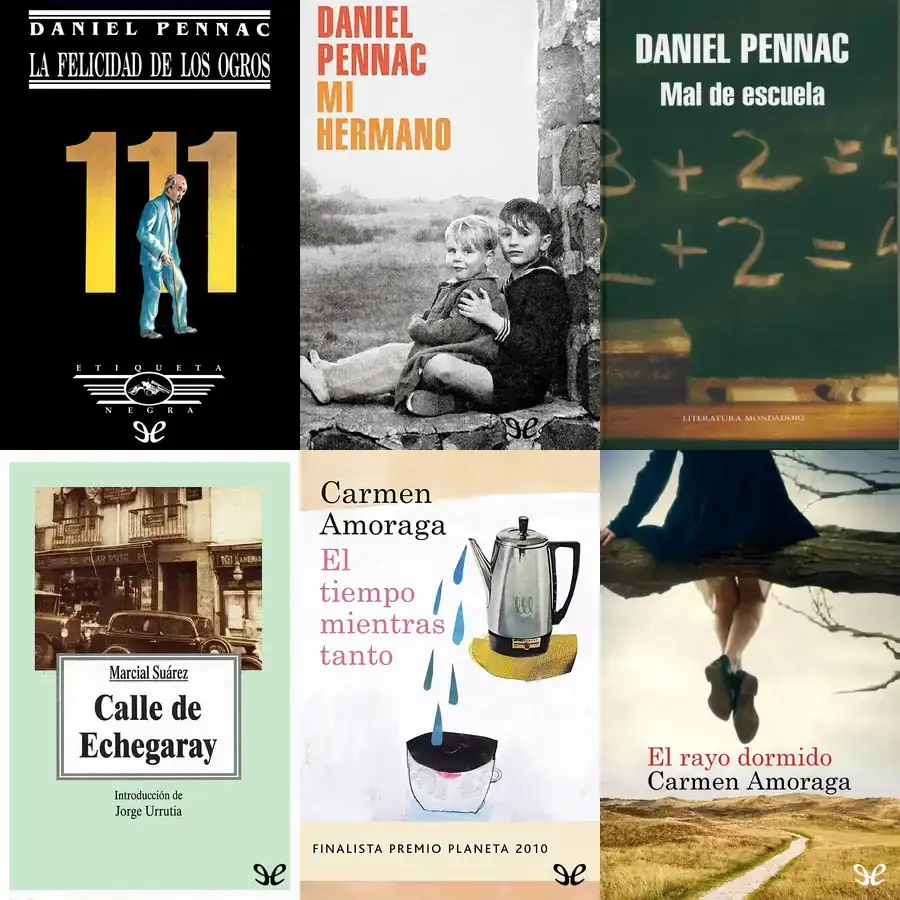 DANIEL PENNAC
LA FELICIDAD DE LOS OGROS
111
ETIQUETA
NEGRA
DANIEL
PENNAC
MI
HERMANO
DANIEL PENNAC
Mal de escuela
3 + 2 = 
2 + 2 = 4
LITERATURA MONDADORI
Marcial Suárez
Calle de
Echegaray
Introducción de
Jorge Urrutia
Carmen
Amoraga
El
tiempo
mientras
tanto
FINALISTA PREMIO PLANETA 2010
El rayo dormido
Carmen Amoraga